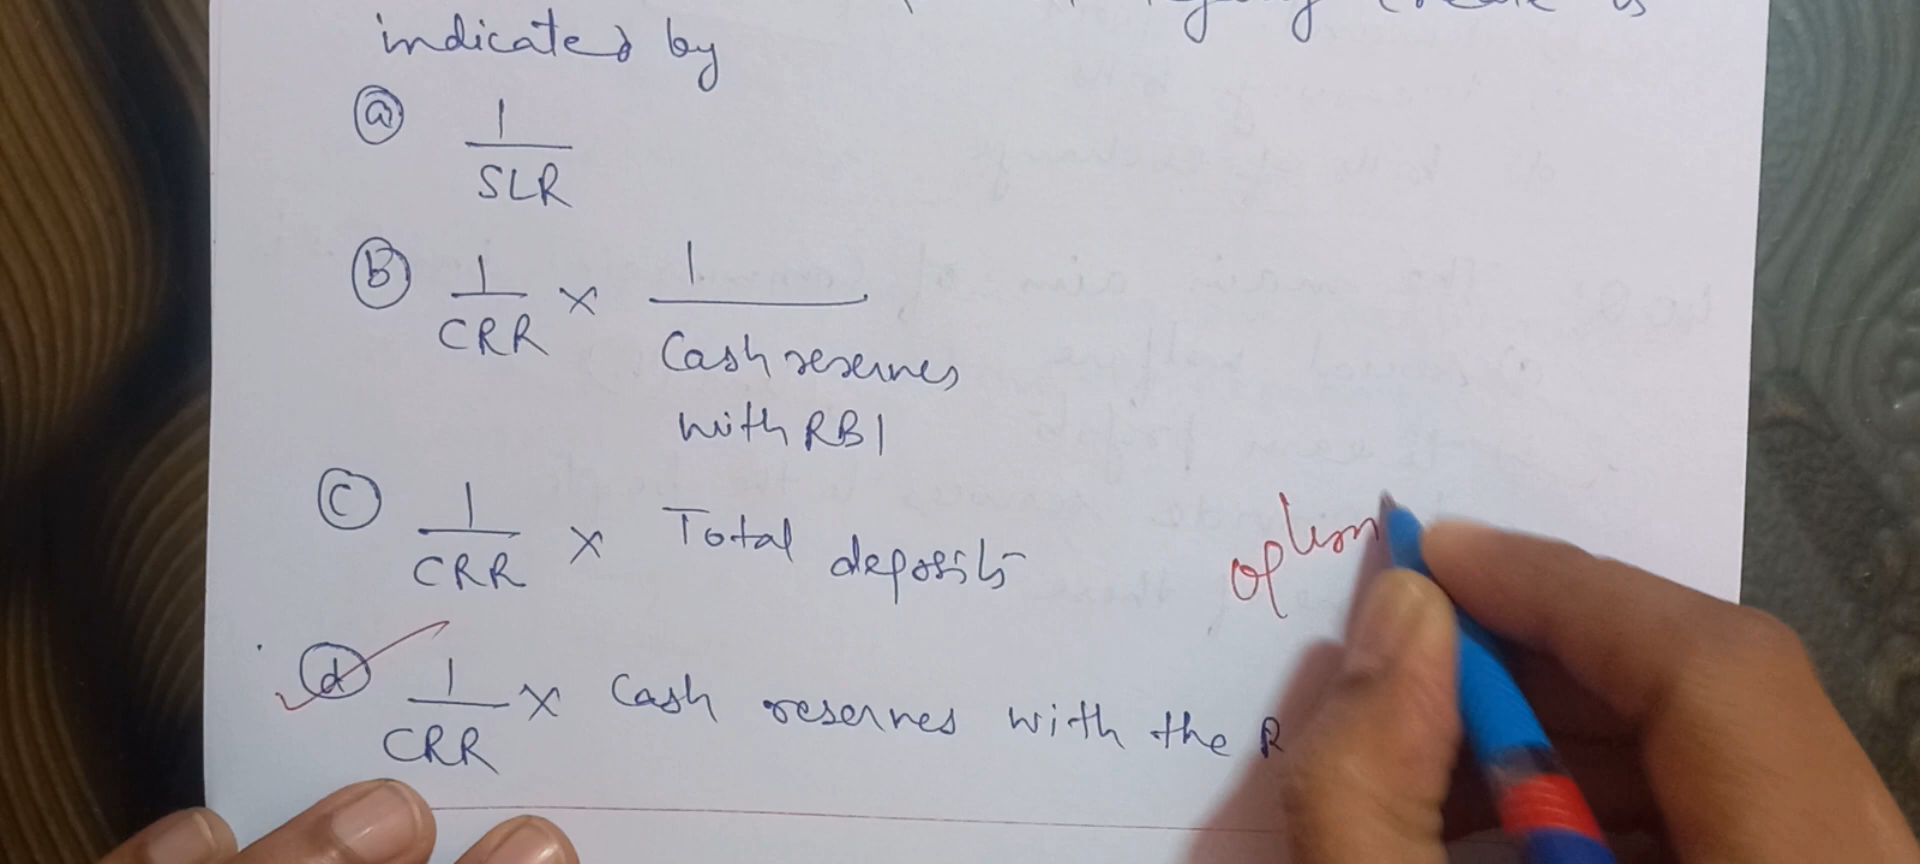 is
indicated by
(a) 1/SLR
(b) 1/CRR × 1/Cash reserves
with RBI
(c) 1/CRR × Total deposits
option
(d) 1/CRR × Cash reserves with the R